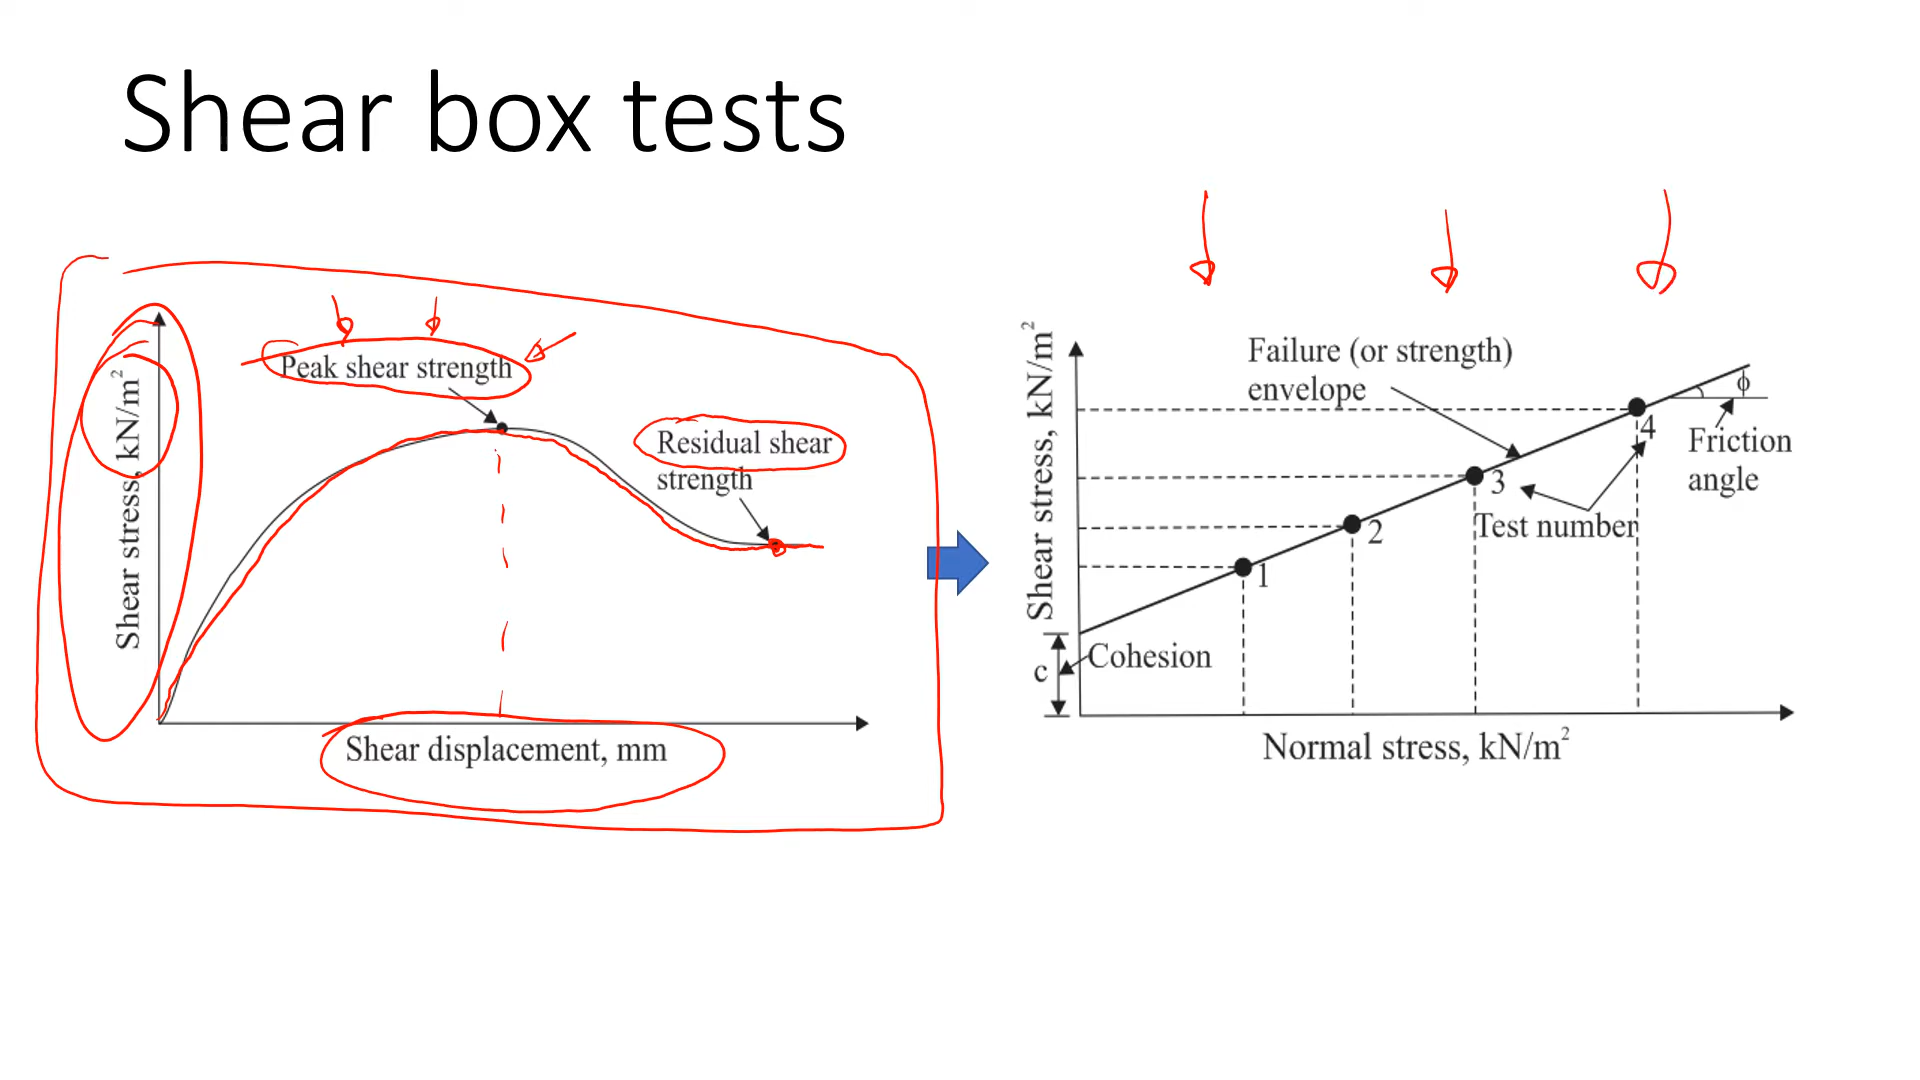 Shear box tests
Shear stress, kN/m²
Peak shear strength
Residual shear
strength
Shear displacement, mm
Shear stress, kN/m²
Failure (or strength)
envelope
ϕ
4
Friction
angle
3
Test number
2
1
Cohesion
c
Normal stress, kN/m²